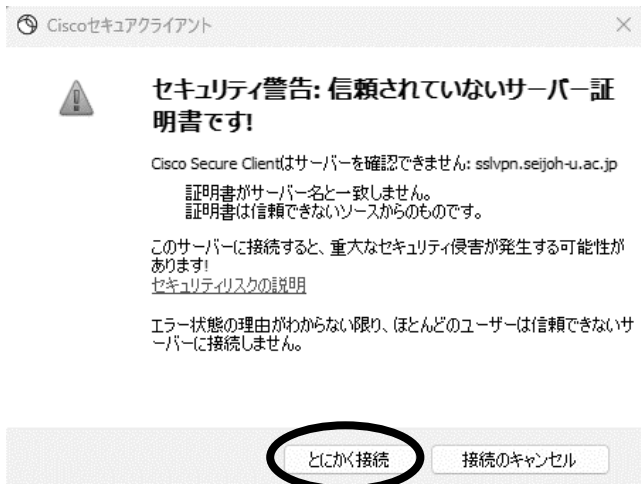 Ciscoセキュアクライアント
セキュリティ警告: 信頼されていないサーバー証
明書です!
Cisco Secure Clientはサーバーを確認できません: sslvpn.seijoh-u.ac.jp
証明書がサーバー名と一致しません。
証明書は信頼できないソースからのものです。
このサーバーに接続すると、重大なセキュリティ侵害が発生する可能性が
あります!
セキュリティリスクの説明
エラー状態の理由がわからない限り、ほとんどのユーザーは信頼できないサ
ーバーに接続しません。
とにかく接続
接続のキャンセル